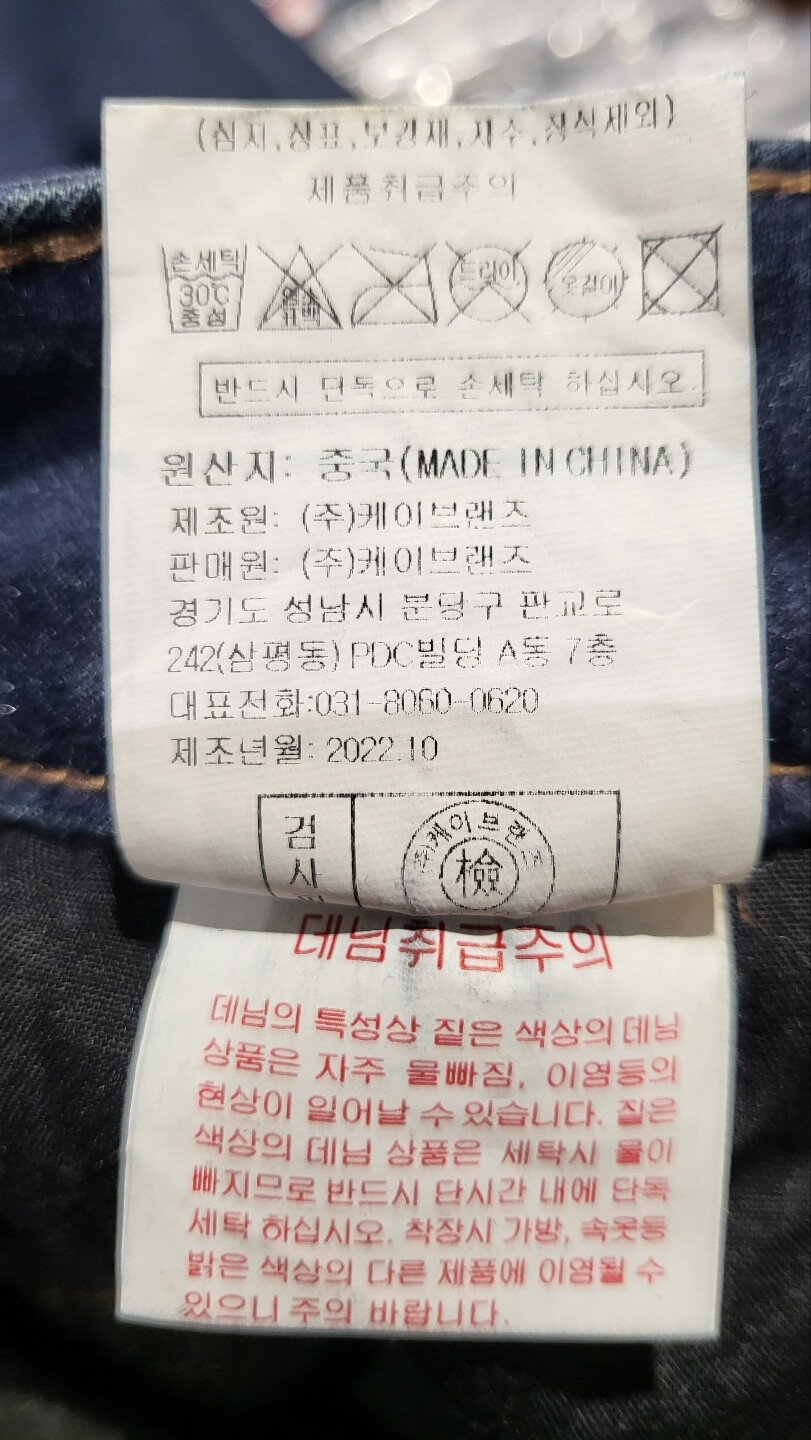 (심지,상표,보강재,자수,장식제외)
제품취급주의
손세탁 30℃ 중성
염소표백
드라이
옷걸이
반드시 단독으로 손세탁 하십시오.
원산지: 중국(MADE IN CHINA)
제조원: (주)케이브랜즈
판매원: (주)케이브랜즈
경기도 성남시 분당구 판교로
242(삼평동) PDC빌딩 A동 7층
대표전화:031-8060-0620
제조년월: 2022.10
검사
(주)케이브랜즈
檢
데님취급주의
데님의 특성상 짙은 색상의 데님
상품은 자주 물빠짐, 이염등의
현상이 일어날 수 있습니다. 짙은
색상의 데님 상품은 세탁시 물이
빠지므로 반드시 단시간 내에 단독
세탁 하십시오. 착장시 가방, 속옷등
밝은 색상의 다른 제품에 이염될 수
있으니 주의 바랍니다.